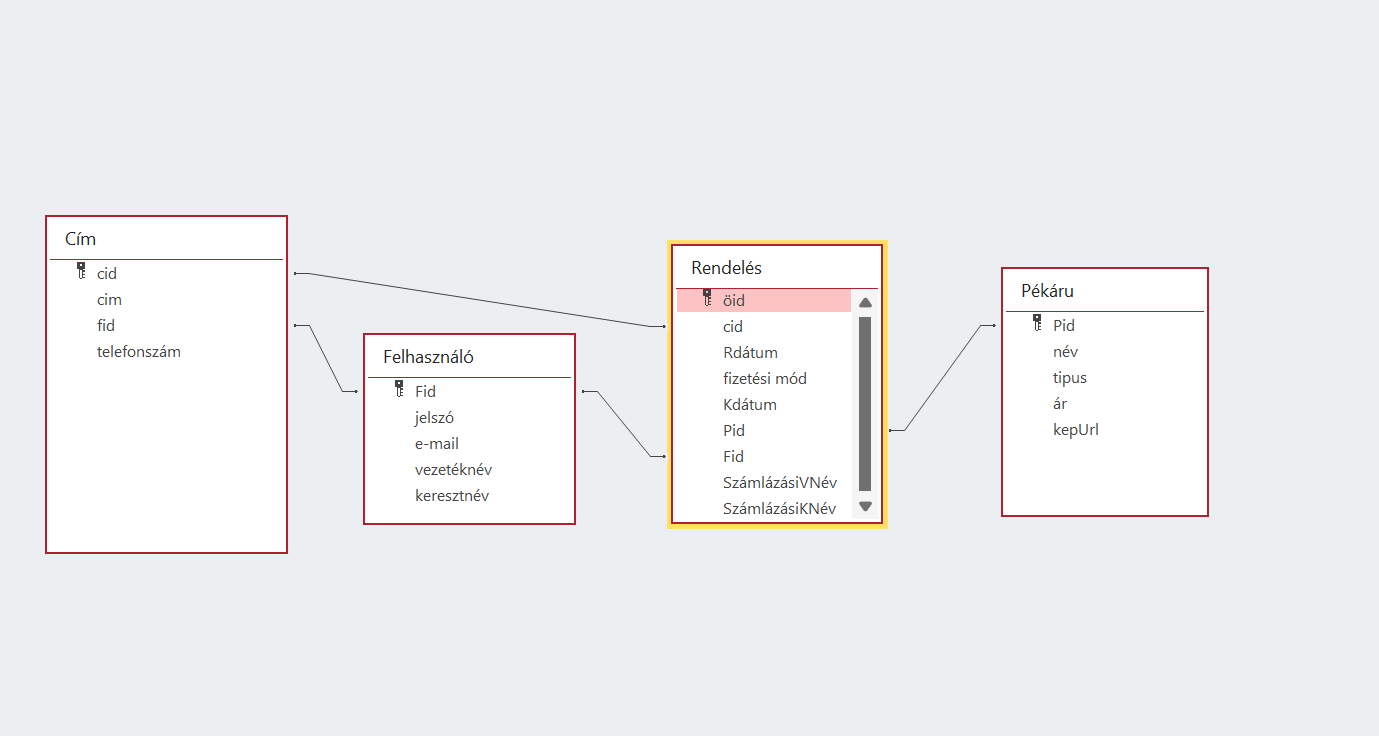 Cím
cid
cim
fid
telefonszám
Felhasználó
Fid
jelszó
e-mail
vezetéknév
keresztnév
Rendelés
öid
cid
Rdátum
fizetési mód
Kdátum
Pid
Fid
SzámlázásiVNév
SzámlázásiKNév
Pékáru
Pid
név
tipus
ár
kepUrl